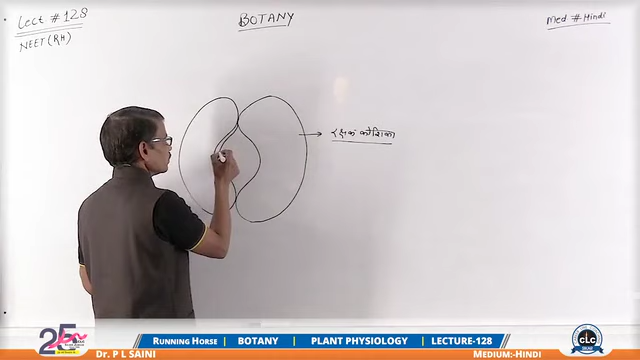 Lect # 128
NEET (RH)
BOTANY
Med # Hindi
रक्षक कोशिका
25
RUNNING HORSE
BOTANY
PLANT PHYSIOLOGY
LECTURE-128
Dr. P L SAINI
MEDIUM:-HINDI
CLC